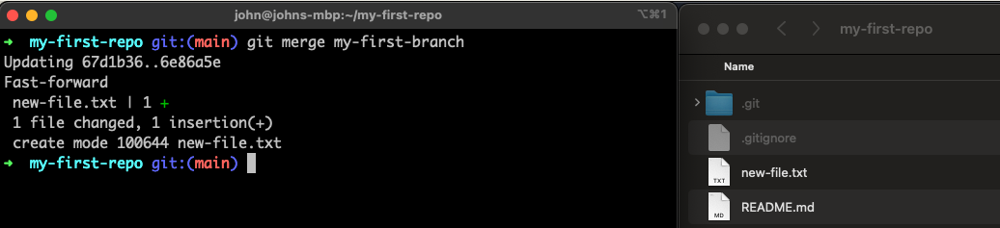 john@johns-mbp:~/my-first-repo
⌥⌘1
➜ my-first-repo git:(main) git merge my-first-branch
Updating 67d1b36..6e86a5e
Fast-forward
new-file.txt | 1 +
1 file changed, 1 insertion(+)
create mode 100644 new-file.txt
➜ my-first-repo git:(main)
my-first-repo
Name
.git
.gitignore
TXT
new-file.txt
MD
README.md